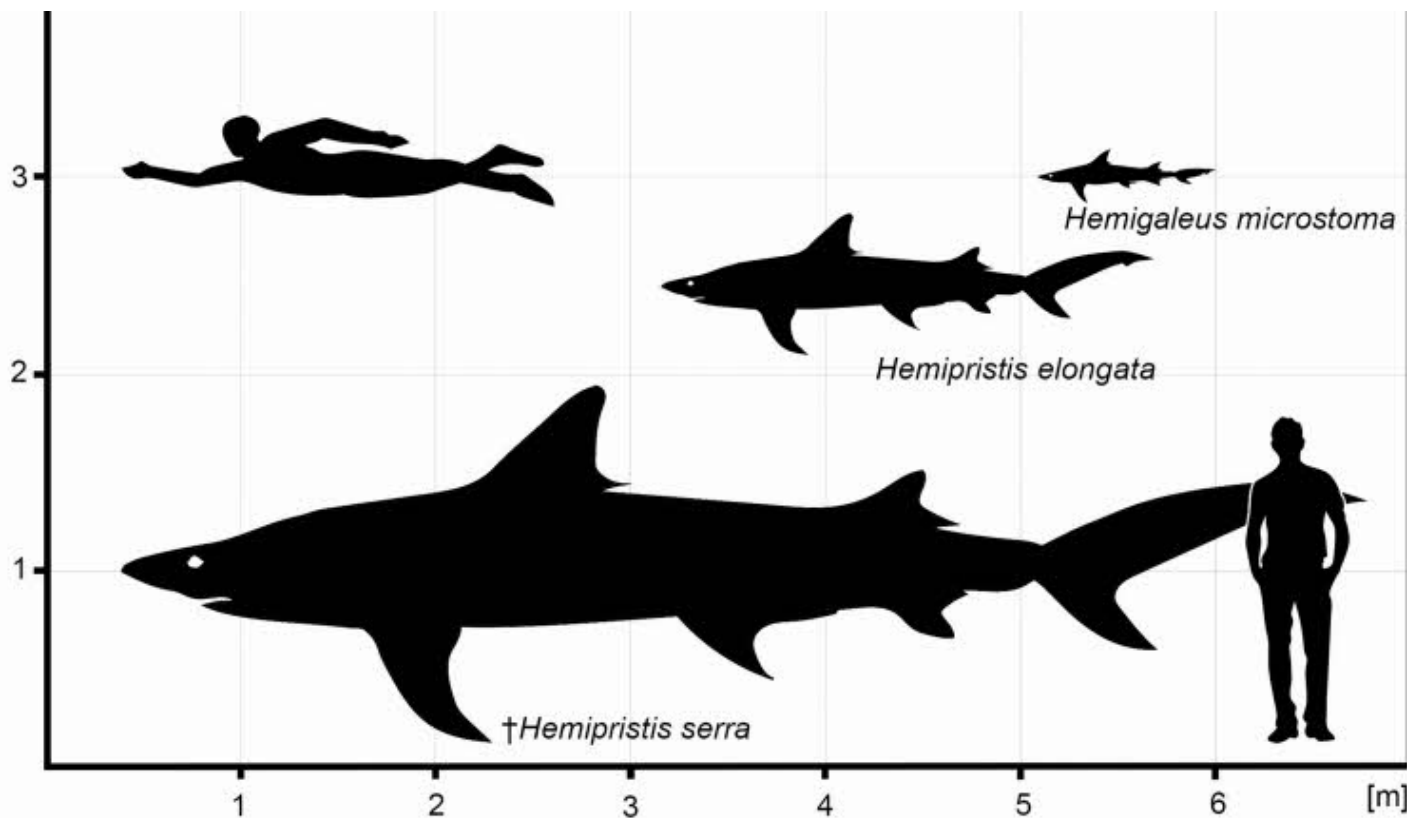 3
Hemigaleus microstoma
Hemipristis elongata
2
1
†Hemipristis serra
1 2 3 4 5 6 [m]